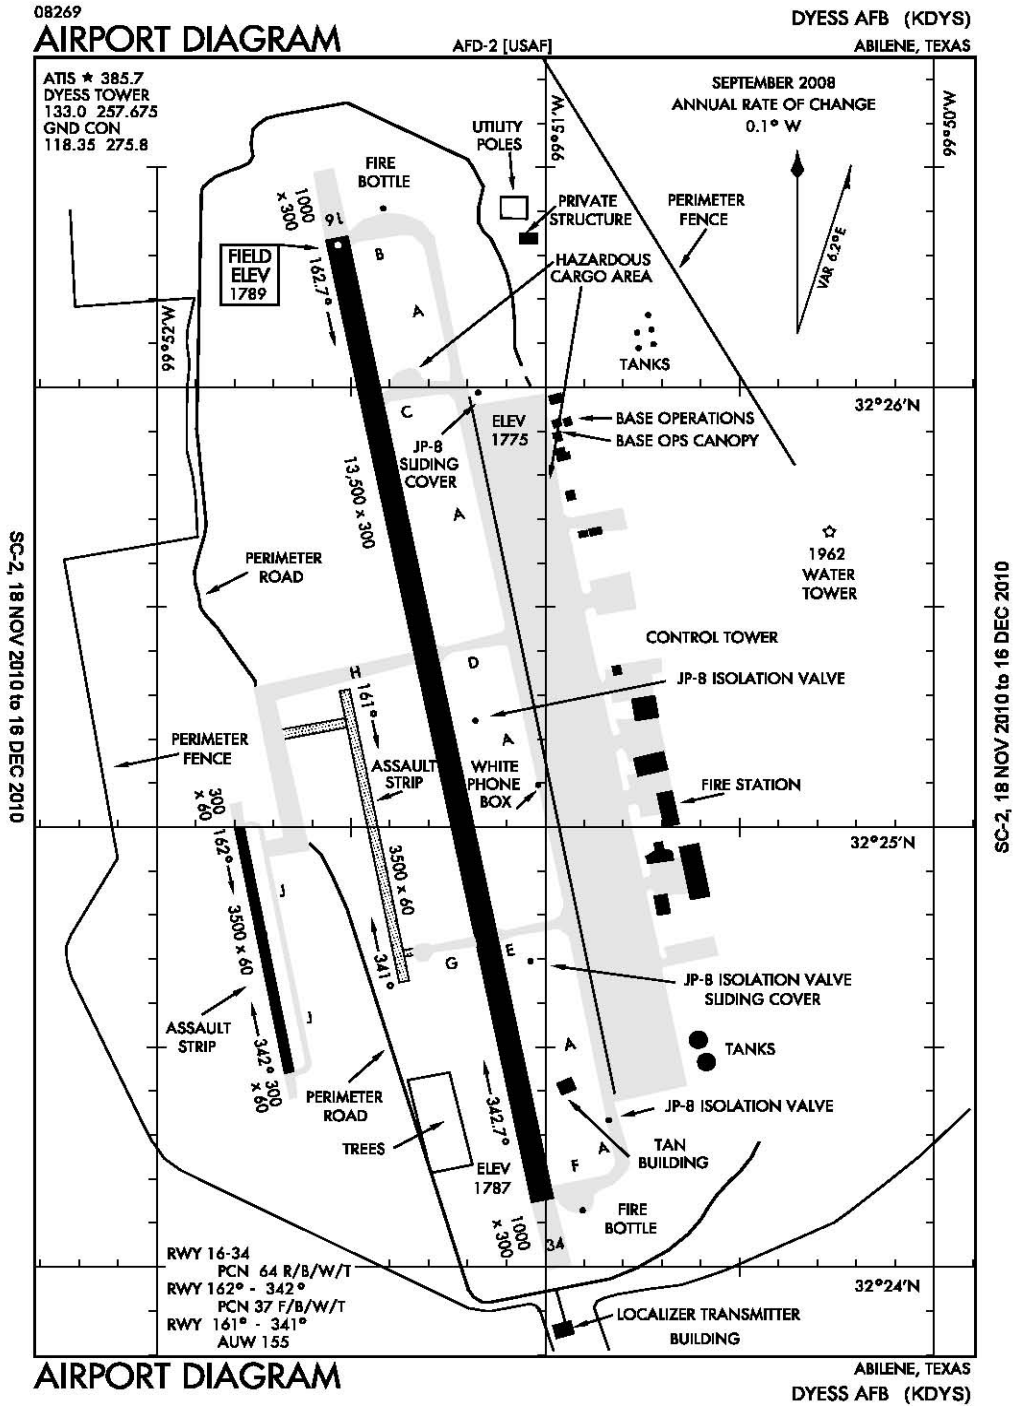 08269
AIRPORT DIAGRAM
AFD-2 [USAF]
DYESS AFB (KDYS)
ABILENE, TEXAS
ATIS ★ 385.7
DYESS TOWER
133.0 257.675
GND CON
118.35 275.8
SEPTEMBER 2008
ANNUAL RATE OF CHANGE
0.1° W
VAR 6.2°E
99°51'W
99°50'W
99°52'W
UTILITY
POLES
FIRE
BOTTLE
PRIVATE
STRUCTURE
PERIMETER
FENCE
1000
x 300
16
FIELD
ELEV
1789
162.7°
B
A
HAZARDOUS
CARGO AREA
TANKS
32°26'N
C
ELEV
1775
BASE OPERATIONS
BASE OPS CANOPY
JP-8
SLIDING
COVER
13,500 x 300
A
1962
WATER
TOWER
PERIMETER
ROAD
CONTROL TOWER
H
D
161°
JP-8 ISOLATION VALVE
PERIMETER
FENCE
ASSAULT
STRIP
A
WHITE
PHONE
BOX
FIRE STATION
300
x 60
162°
32°25'N
3500 x 60
J
3500 x 60
H
G
E
341°
JP-8 ISOLATION VALVE
SLIDING COVER
ASSAULT
STRIP
J
342°
300
x 60
A
TANKS
PERIMETER
ROAD
342.7°
JP-8 ISOLATION VALVE
TREES
ELEV
1787
F
A
TAN
BUILDING
FIRE
BOTTLE
1000
x 300
34
RWY 16-34
PCN 64 R/B/W/T
RWY 162° - 342°
PCN 37 F/B/W/T
RWY 161° - 341°
AUW 155
32°24'N
LOCALIZER TRANSMITTER
BUILDING
SC-2, 18 NOV 2010 to 16 DEC 2010
SC-2, 18 NOV 2010 to 16 DEC 2010
AIRPORT DIAGRAM
ABILENE, TEXAS
DYESS AFB (KDYS)